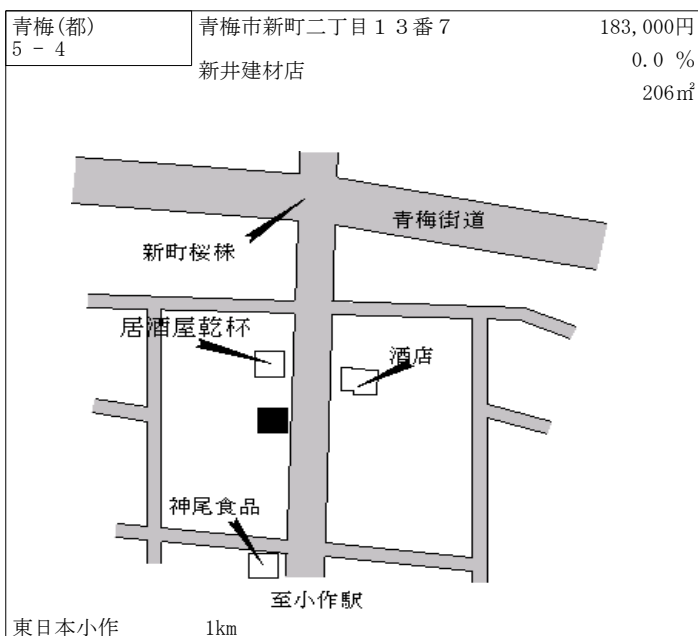 青梅(都) 青梅市新町二丁目１３番７ 183,000円
5 - 4
新井建材店 0.0 %
206㎡
青梅街道
新町桜株
居酒屋乾杯
酒店
神尾食品
至小作駅
東日本小作 1km